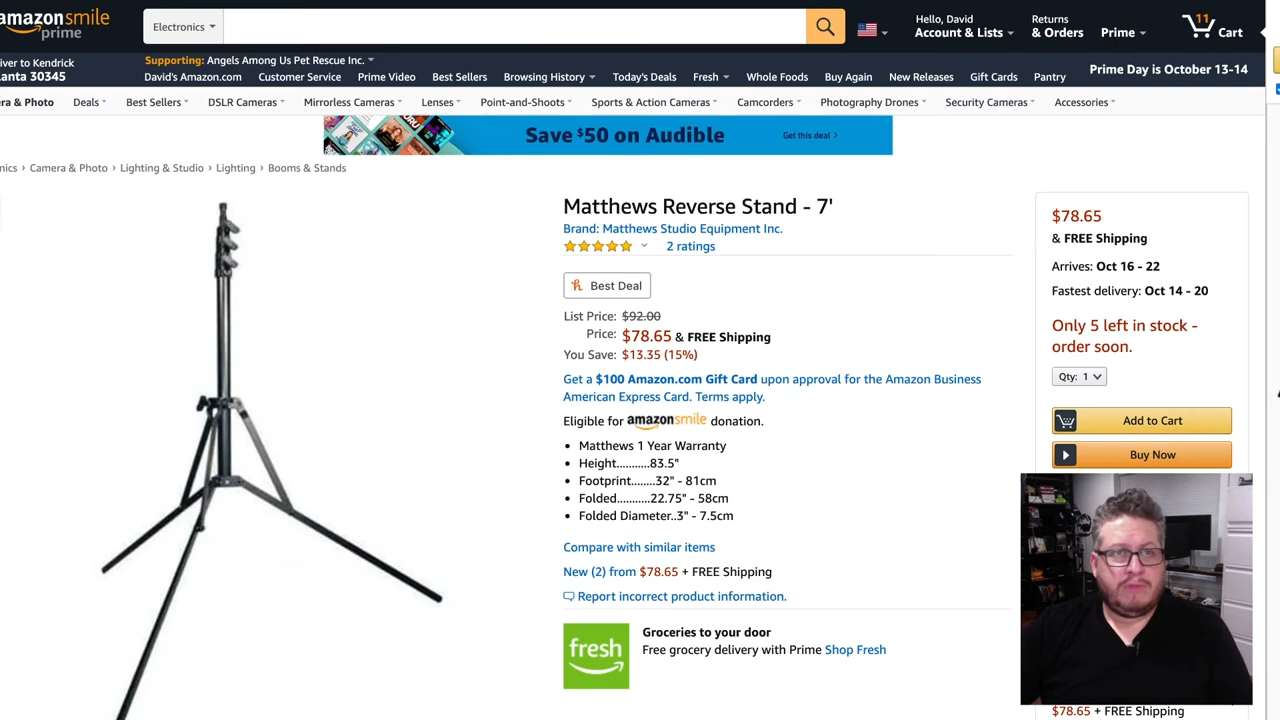 amazonsmile
prime
Electronics
Hello, David
Account & Lists
Returns
& Orders
Prime
11
Cart
iver to Kendrick
lanta 30345
Supporting: Angels Among Us Pet Rescue Inc.
David's Amazon.com Customer Service Prime Video Best Sellers Browsing History Today's Deals Fresh Whole Foods Buy Again New Releases Gift Cards Pantry
Prime Day is October 13-14
ra & Photo Deals Best Sellers DSLR Cameras Mirrorless Cameras Lenses Point-and-Shoots Sports & Action Cameras Camcorders Photography Drones Security Cameras Accessories
Save $50 on Audible
Get this deal >
nics › Camera & Photo › Lighting & Studio › Lighting › Booms & Stands
Matthews Reverse Stand - 7'
Brand: Matthews Studio Equipment Inc.
2 ratings
Best Deal
List Price: $92.00
Price: $78.65 & FREE Shipping
You Save: $13.35 (15%)
Get a $100 Amazon.com Gift Card upon approval for the Amazon Business
American Express Card. Terms apply.
Eligible for amazonsmile donation.
• Matthews 1 Year Warranty
• Height...........83.5"
• Footprint.......32" - 81cm
• Folded...........22.75" - 58cm
• Folded Diameter..3" - 7.5cm
Compare with similar items
New (2) from $78.65 + FREE Shipping
Report incorrect product information.
fresh
Groceries to your door
Free grocery delivery with Prime Shop Fresh
$78.65
& FREE Shipping
Arrives: Oct 16 - 22
Fastest delivery: Oct 14 - 20
Only 5 left in stock -
order soon.
Qty: 1
Add to Cart
Buy Now
$78.65 + FREE Shipping